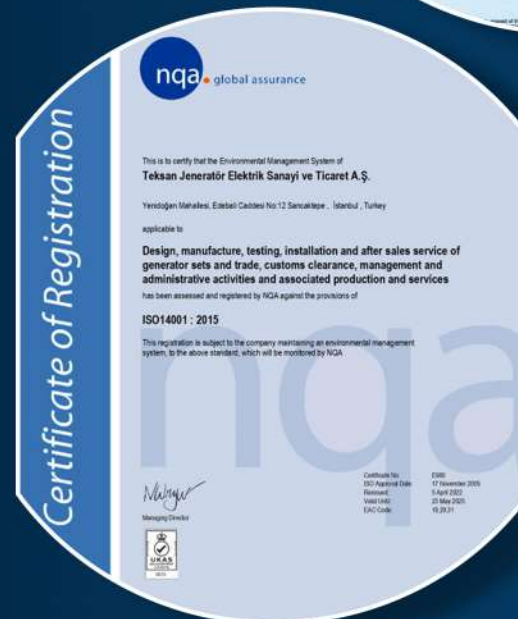 Certificate of Registration
nqa. global assurance
This is to certify that the Environmental Management System of
Teksan Jeneratör Elektrik Sanayi ve Ticaret A.Ş.
Yenidoğan Mahallesi, Edebali Caddesi No:12 Sancaktepe , İstanbul , Turkey
applicable to
Design, manufacture, testing, installation and after sales service of
generator sets and trade, customs clearance, management and
administrative activities and associated production and services
has been assessed and registered by NQA against the provisions of
ISO14001 : 2015
This registration is subject to the company maintaining an environmental management
system, to the above standard, which will be monitored by NQA
nqa
Managing Director
UKAS
Certificate No
ISO Approval Date 17 November 2005
Reissued 5 April 2022
Valid Until 23 May 2025
EAC Code